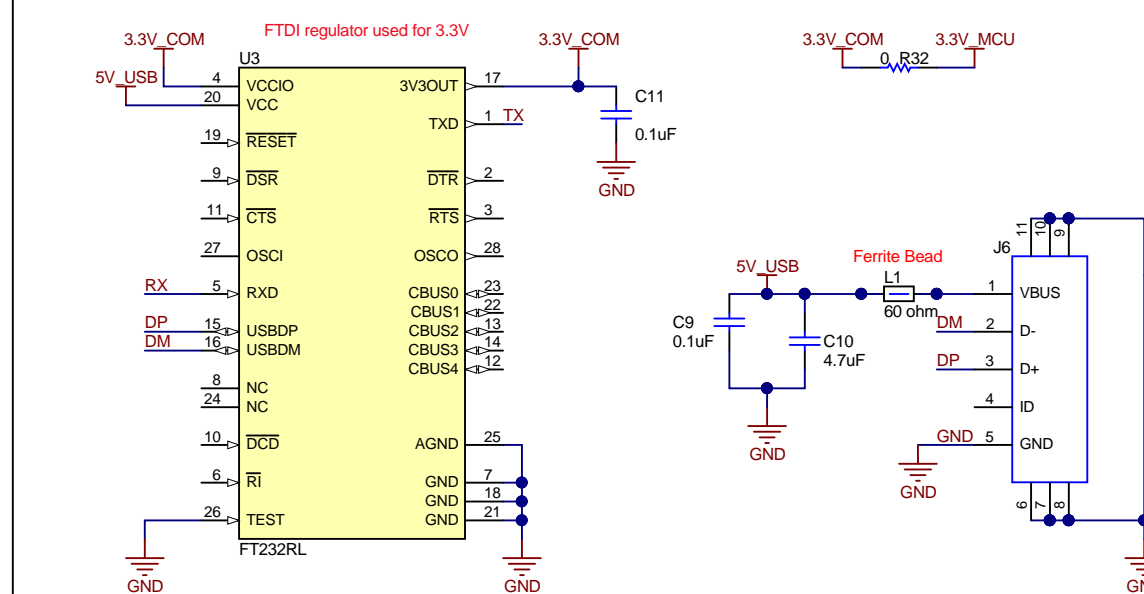 FTDI regulator used for 3.3V
3.3V_COM
3.3V_COM
3.3V_COM
3.3V_MCU
0 R32
U3
5V_USB
4 VCCIO
3V3OUT 17
20 VCC
C11
0.1uF
TXD 1 TX
19 RESET
GND
9 DSR
DTR 2
11 CTS
RTS 3
27 OSCI
OSCO 28
RX 5 RXD
CBUS0 23
CBUS1 22
DP 15 USBDP
CBUS2 13
DM 16 USBDM
CBUS3 14
CBUS4 12
8 NC
24 NC
10 DCD
AGND 25
6 RI
GND 7
GND 18
26 TEST
GND 21
FT232RL
GND
GND
5V_USB
Ferrite Bead
L1
60 ohm
C9
0.1uF
C10
4.7uF
GND
J6
11
10
9
1 VBUS
DM 2 D-
DP 3 D+
4 ID
GND 5 GND
GND
6
7
8